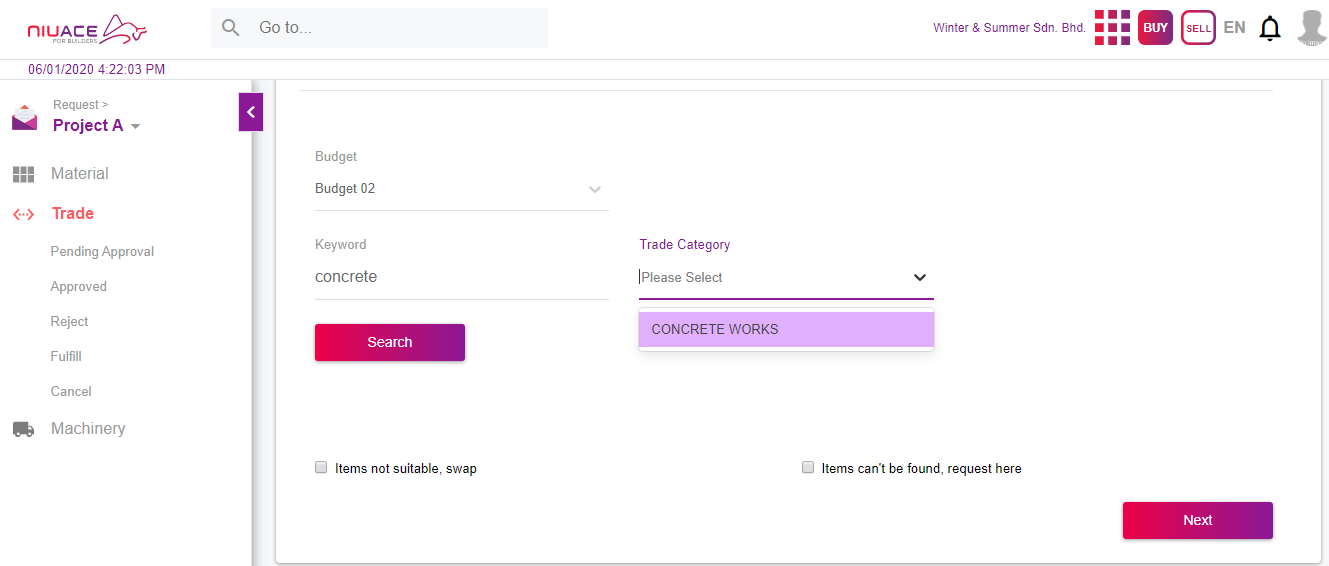 NIUACE
FOR BUILDERS
Go to...
Winter & Summer Sdn. Bhd.
BUY
SELL
EN
06/01/2020 4:22:03 PM
Request >
Project A
Material
Trade
Pending Approval
Approved
Reject
Fulfill
Cancel
Machinery
Budget
Budget 02
Keyword
Trade Category
concrete
Please Select
CONCRETE WORKS
Search
Items not suitable, swap
Items can't be found, request here
Next